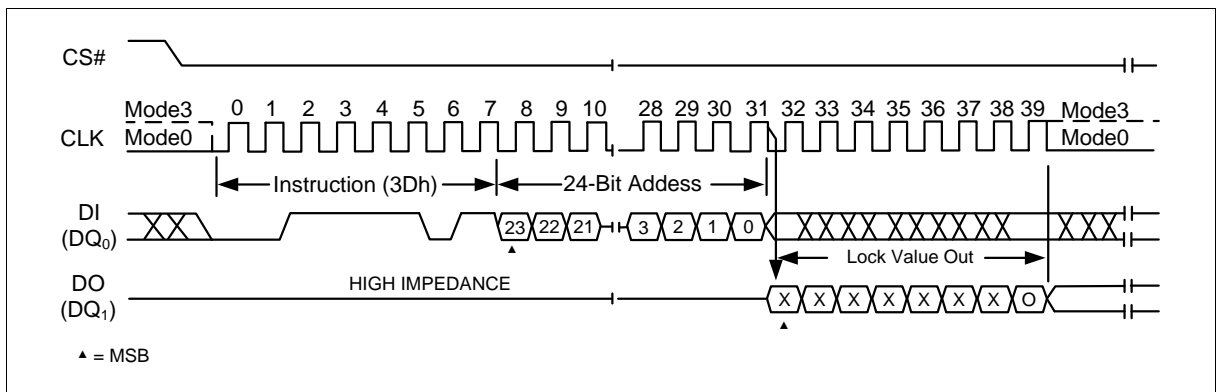 CS#
Mode3 0 1 2 3 4 5 6 7 8 9 10 28 29 30 31 32 33 34 35 36 37 38 39 Mode3
CLK Mode0 Mode0
Instruction (3Dh) 24-Bit Addess
DI
(DQ0) 23 22 21 3 2 1 0
▲ Lock Value Out
DO HIGH IMPEDANCE
(DQ1) X X X X X X X O
▲
▲ = MSB